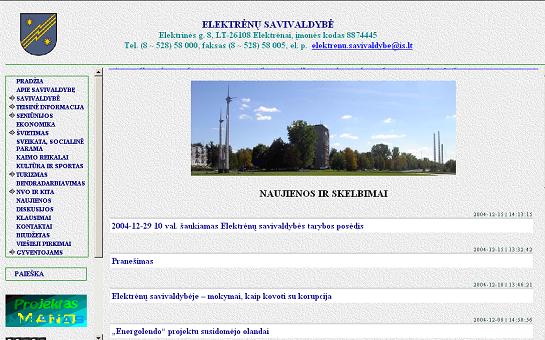 ELEKTRĖNŲ SAVIVALDYBĖ
Elektrinės g. 8, LT-26108 Elektrėnai, įmonės kodas 8874445
Tel. (8 ~ 528) 58 000, faksas (8 ~ 528) 58 005, el. p. elektrenu.savivaldybe@is.lt
PRADŽIA
APIE SAVIVALDYBĘ
SAVIVALDYBĖ
TEISINĖ INFORMACIJA
SENIŪNIJOS
EKONOMIKA
ŠVIETIMAS
SVEIKATA, SOCIALINĖ
PARAMA
KAIMO REIKALAI
KULTŪRA IR SPORTAS
TURIZMAS
BENDRADARBIAVIMAS
NVO IR KITA
NAUJIENOS
DISKUSIJOS
KLAUSIMAI
KONTAKTAI
BIUDŽETAS
VIEŠIEJI PIRKIMAI
GYVENTOJAMS
PAIEŠKA
Projektas
NAUJIENOS IR SKELBIMAI
2004-12-15 | 14:13:15
2004-12-29 10 val. šaukiamas Elektrėnų savivaldybės tarybos posėdis
2004-12-15 | 13:32:42
Pranešimas
2004-12-10 | 13:46:21
Elektrėnų savivaldybėje – mokymai, kaip kovoti su korupcija
2004-12-08 | 14:58:56
„Energolendo“ projektu susidomėjo olandai